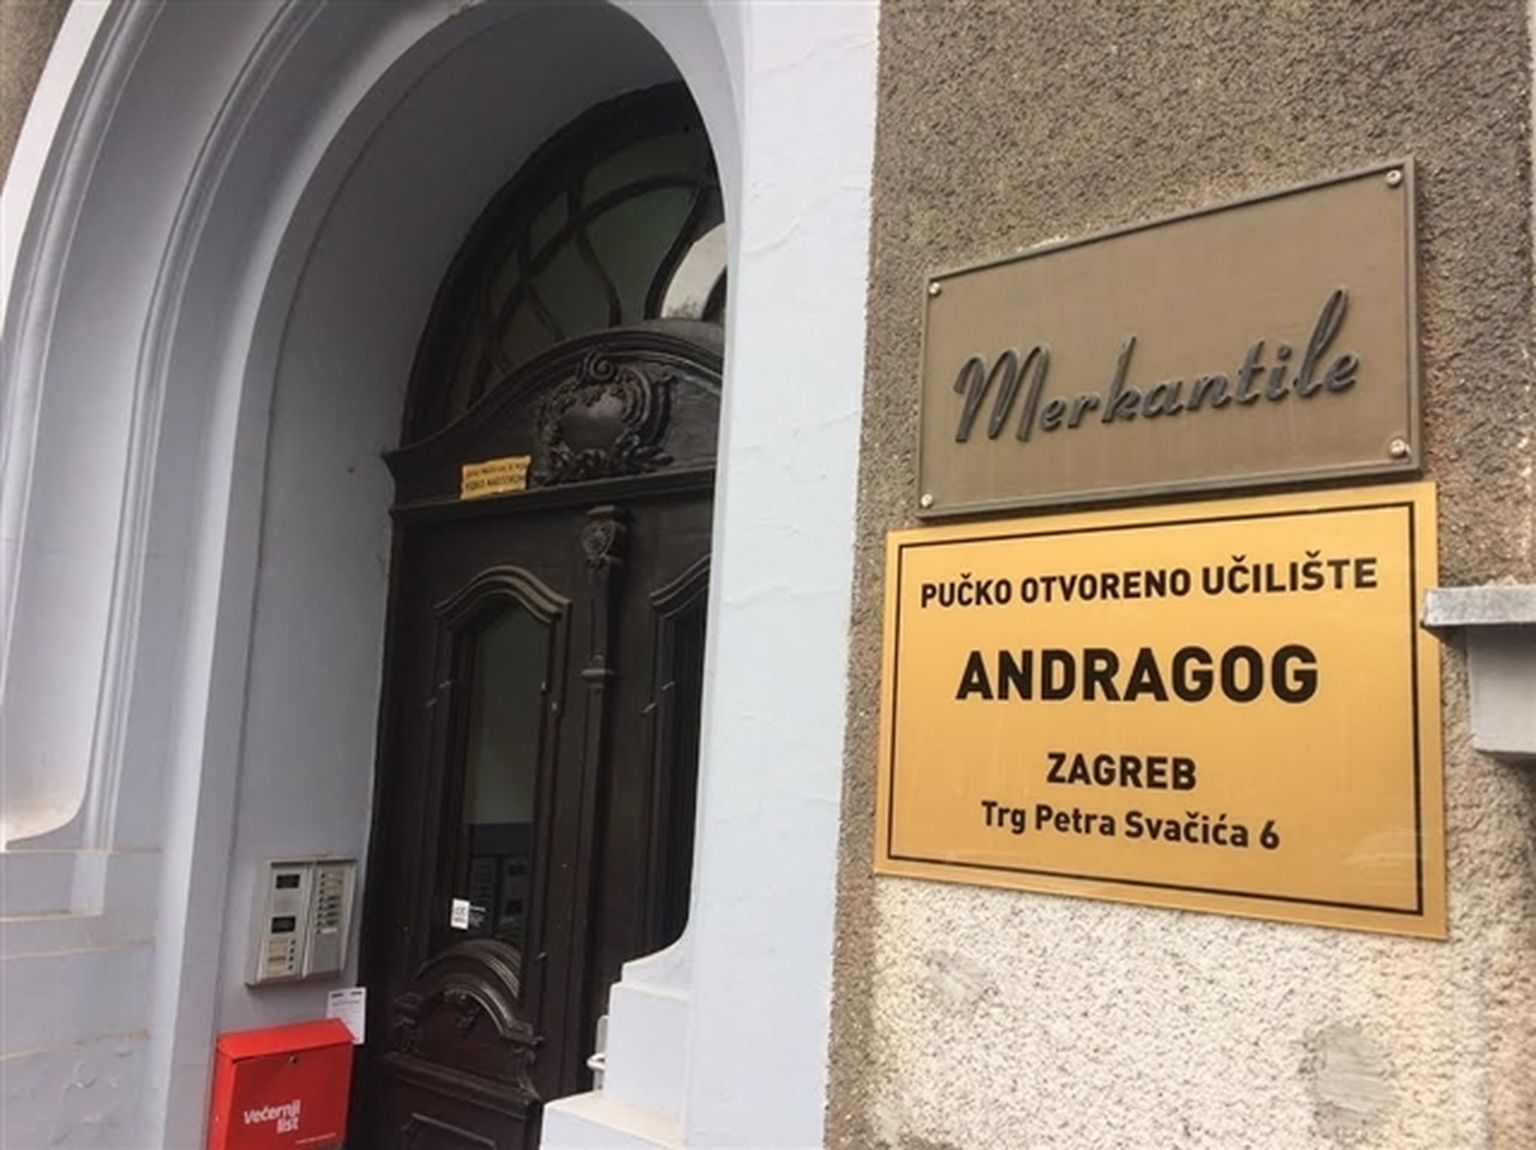 Merkantile
PUČKO OTVORENO UČILIŠTE
ANDRAGOG
ZAGREB
Trg Petra Svačića 6
Večernji
list